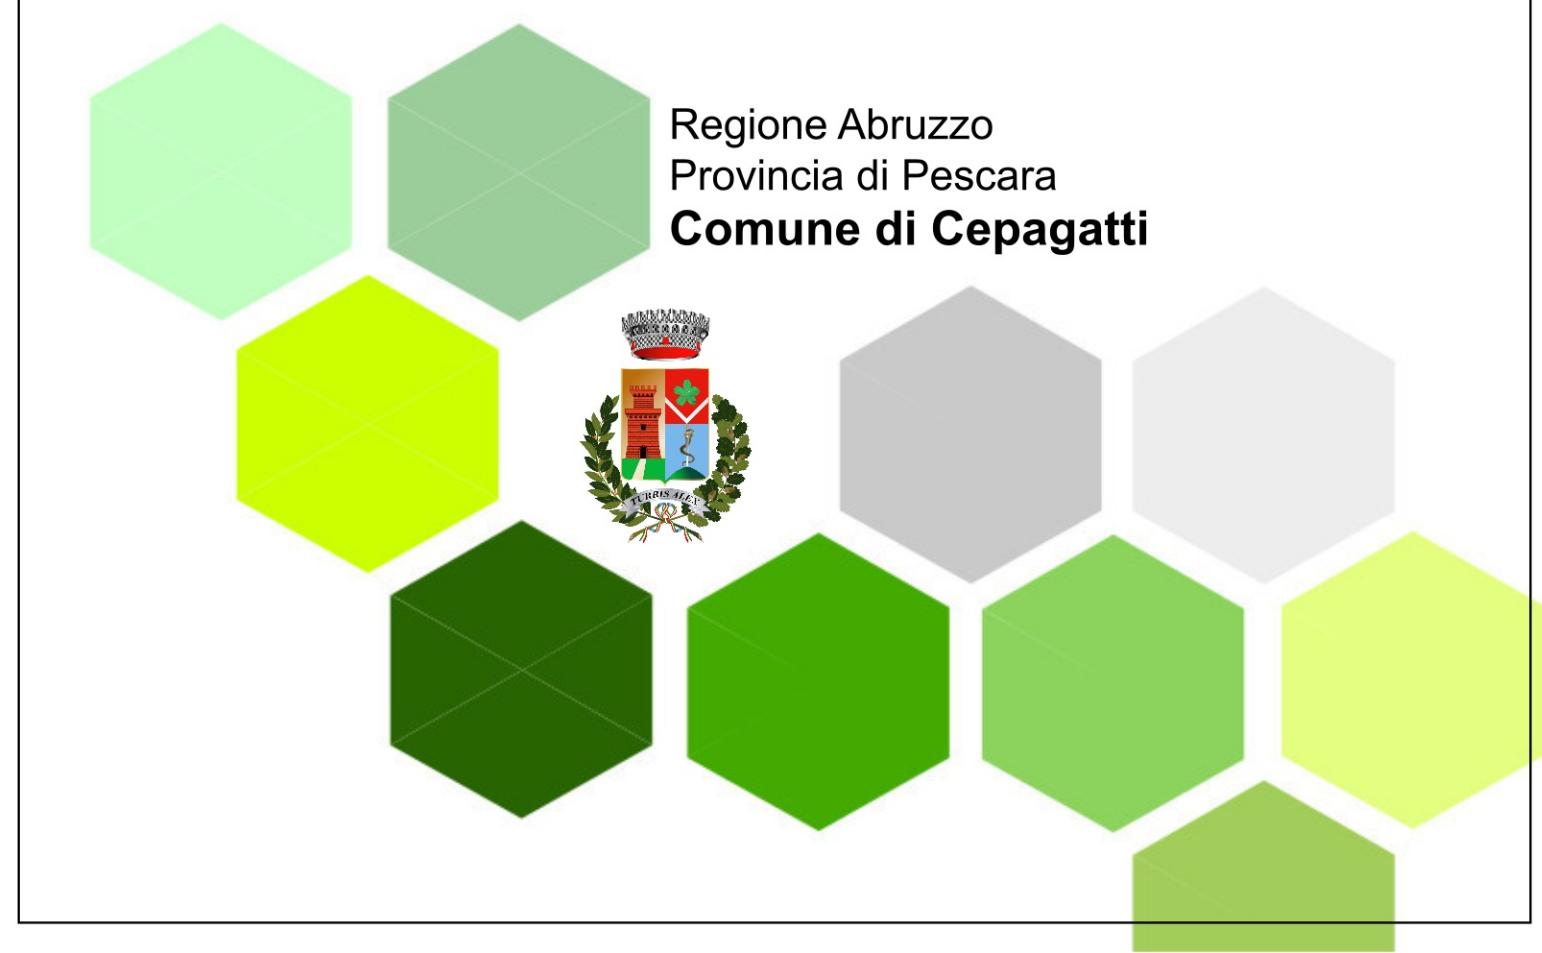 Regione Abruzzo
Provincia di Pescara
Comune di Cepagatti
TURRIS ALEX